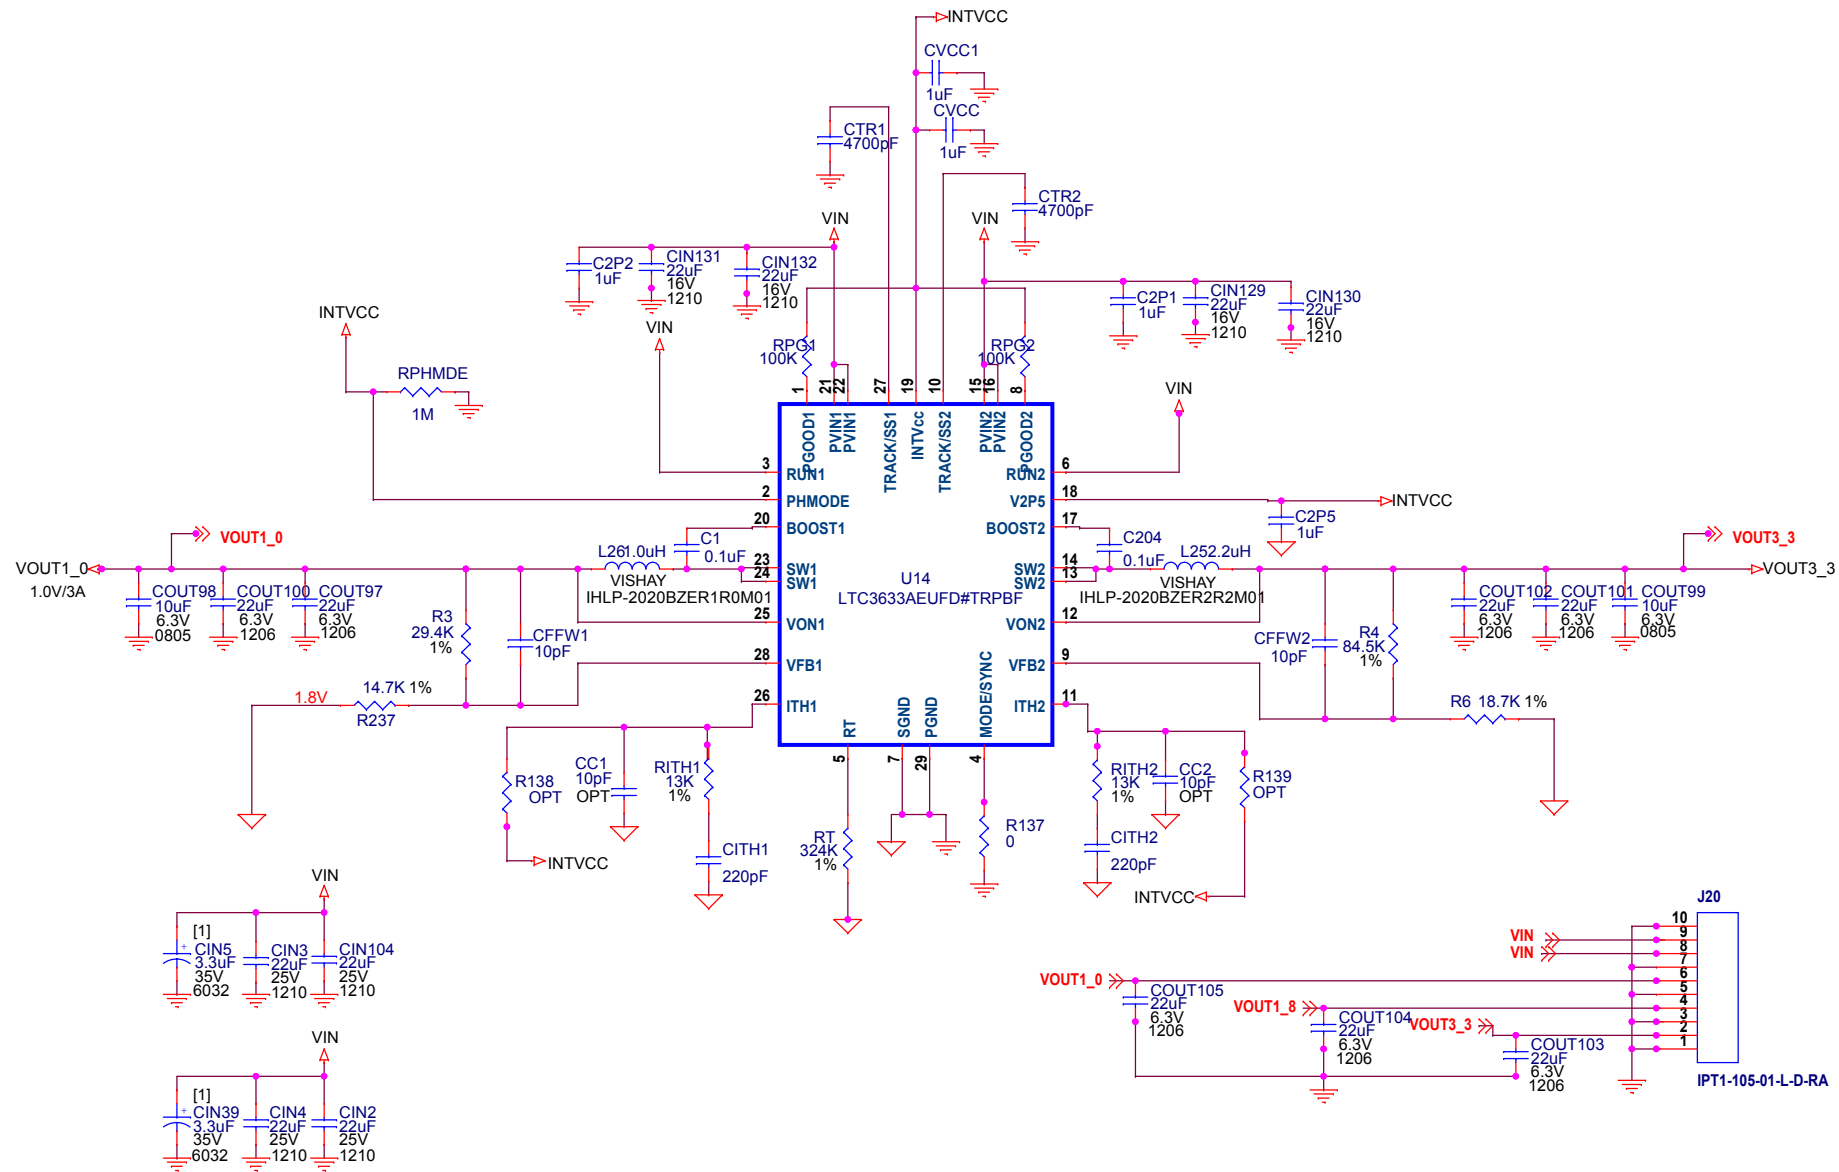 INTVCC
CVCC1
1uF
CVCC
1uF
CTR1
4700pF
CTR2
4700pF
VIN
VIN
C2P2
1uF
CIN131
22uF
16V
1210
CIN132
22uF
16V
1210
C2P1
1uF
CIN129
22uF
16V
1210
CIN130
22uF
16V
1210
INTVCC
VIN
RPG1
100K
RPG2
100K
RPHMDE
1M
VIN
1
21
22
27
19
10
15
16
8
PGOOD1
PVIN1
PVIN1
TRACK/SS1
INTVcc
TRACK/SS2
PVIN2
PVIN2
PGOOD2
3
RUN1
RUN2
6
2
PHMODE
V2P5
18
INTVCC
20
BOOST1
BOOST2
17
C2P5
1uF
VOUT1_0
C1
0.1uF
C204
0.1uF
VOUT3_3
L26
1.0uH
23
SW1
24
SW1
SW2
14
SW2
13
L25
2.2uH
VOUT1_0
1.0V/3A
VOUT3_3
VISHAY
IHLP-2020BZER1R0M01
U14
LTC3633AEUFD#TRPBF
VISHAY
IHLP-2020BZER2R2M01
COUT98
10uF
6.3V
0805
COUT100
22uF
6.3V
1206
COUT97
22uF
6.3V
1206
COUT102
22uF
6.3V
1206
COUT101
22uF
6.3V
1206
COUT99
10uF
6.3V
0805
R3
29.4K
1%
CFFW1
10pF
25
VON1
VON2
12
CFFW2
10pF
R4
84.5K
1%
28
VFB1
VFB2
9
1.8V
14.7K 1%
R237
26
ITH1
ITH2
11
R6 18.7K 1%
RT
SGND
PGND
MODE/SYNC
5
7
29
4
R138
OPT
CC1
10pF
OPT
RITH1
13K
1%
RITH2
13K
1%
CC2
10pF
OPT
R139
OPT
INTVCC
CITH1
220pF
RT
324K
1%
R137
0
CITH2
220pF
INTVCC
VIN
[1]
CIN5
3.3uF
35V
6032
CIN3
22uF
25V
1210
CIN104
22uF
25V
1210
VIN
[1]
CIN39
3.3uF
35V
6032
CIN4
22uF
25V
1210
CIN2
22uF
25V
1210
J20
10
9
8
7
6
5
4
3
2
1
VIN
VIN
VOUT1_0
COUT105
22uF
6.3V
1206
VOUT1_8
COUT104
22uF
6.3V
1206
VOUT3_3
COUT103
22uF
6.3V
1206
IPT1-105-01-L-D-RA